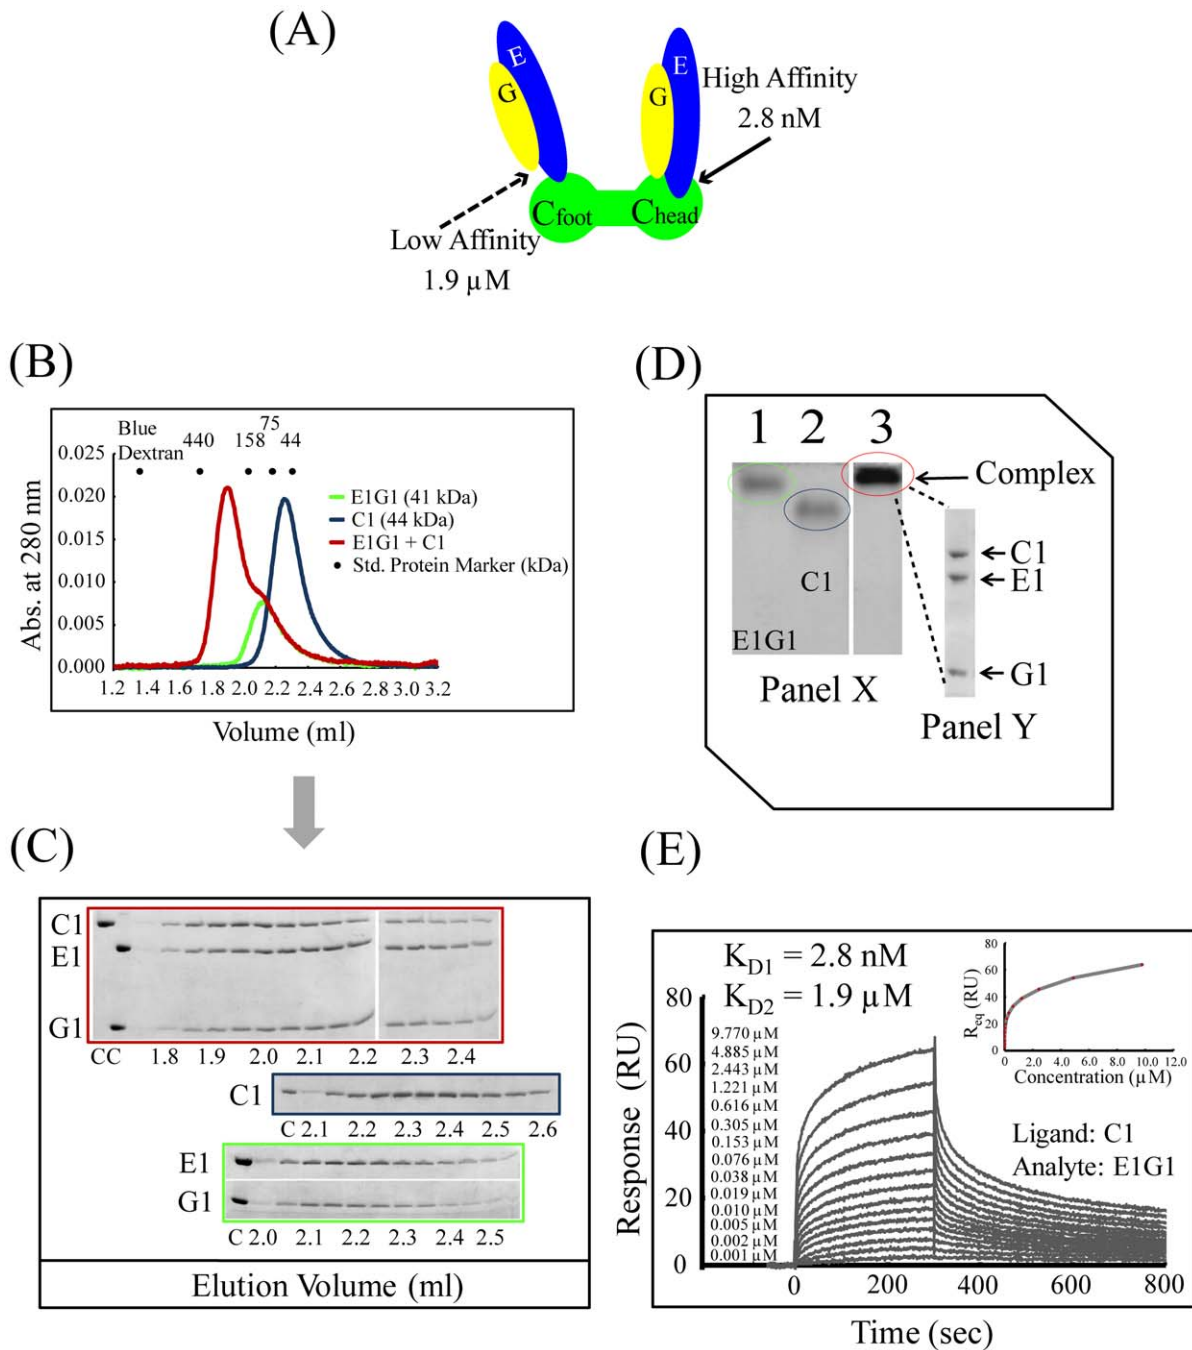 (A)
E
G
E
G
High Affinity
2.8 nM
Cfoot
Chead
Low Affinity
1.9 µM
(B)
Blue
Dextran
440
158
75
44
0.025
0.020
0.015
0.010
0.005
0.000
Abs. at 280 nm
E1G1 (41 kDa)
C1 (44 kDa)
E1G1 + C1
Std. Protein Marker (kDa)
1.2 1.4 1.6 1.8 2.0 2.2 2.4 2.6 2.8 3.0 3.2
Volume (ml)
(C)
C1
E1
G1
CC 1.8 1.9 2.0 2.1 2.2 2.3 2.4
C1
C 2.1 2.2 2.3 2.4 2.5 2.6
E1
G1
C 2.0 2.1 2.2 2.3 2.4 2.5
Elution Volume (ml)
(D)
1 2 3
Complex
C1
E1G1
Panel X
C1
E1
G1
Panel Y
(E)
KD1 = 2.8 nM
KD2 = 1.9 µM
80
60
40
20
0
Response (RU)
9.770 µM
4.885 µM
2.443 µM
1.221 µM
0.616 µM
0.305 µM
0.153 µM
0.076 µM
0.038 µM
0.019 µM
0.010 µM
0.005 µM
0.002 µM
0.001 µM
Req (RU)
80
60
40
20
0
0.0 2.0 4.0 6.0 8.0 10.0 12.0
Concentration (µM)
Ligand: C1
Analyte: E1G1
0 200 400 600 800
Time (sec)